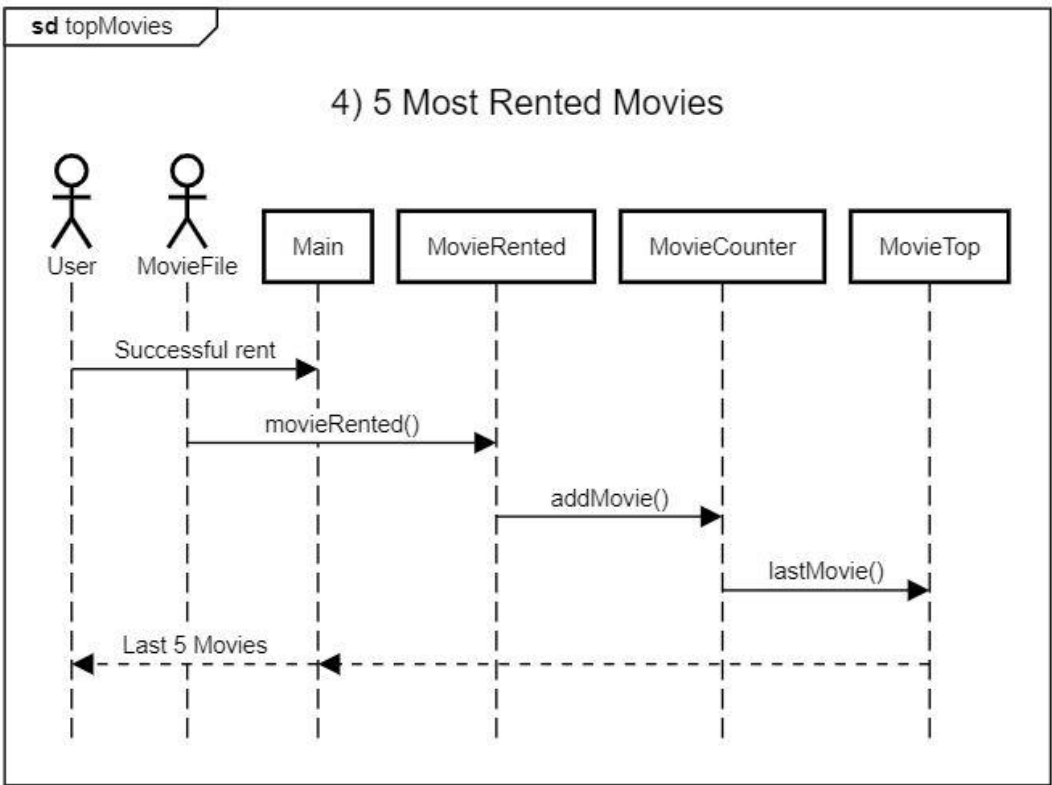 sd topMovies
4) 5 Most Rented Movies
User
MovieFile
Main
MovieRented
MovieCounter
MovieTop
Successful rent
movieRented()
addMovie()
lastMovie()
Last 5 Movies